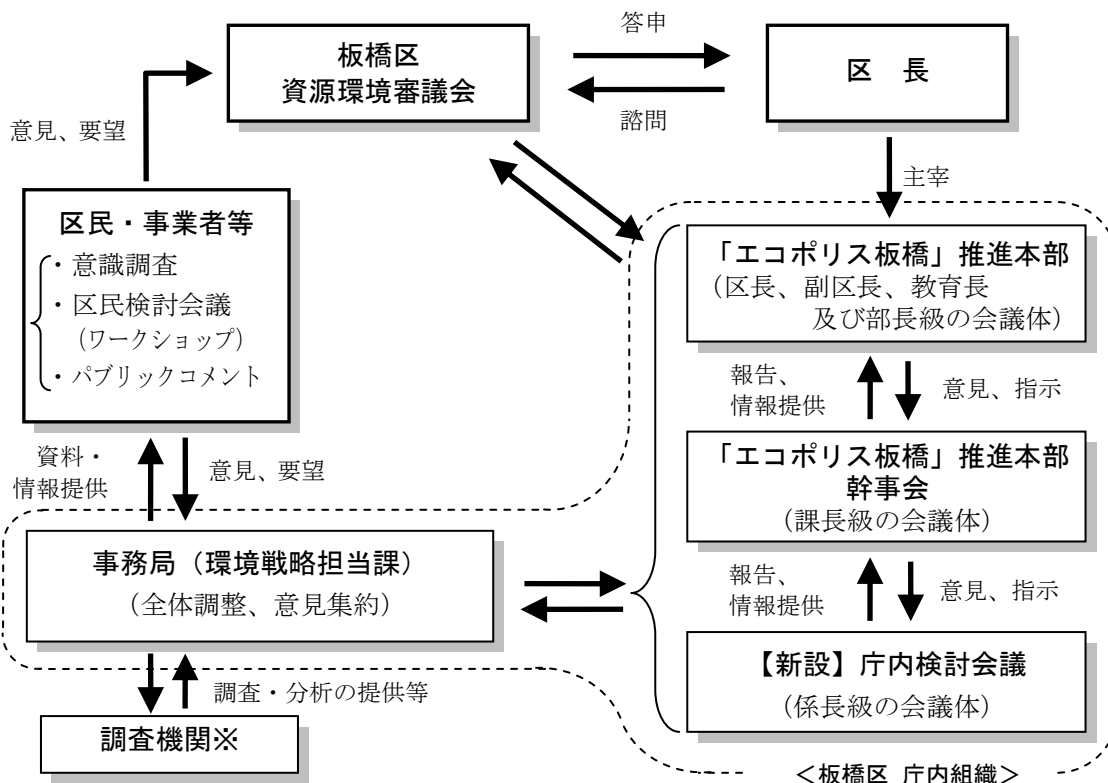 答申
板橋区
資源環境審議会
区 長
諮問
意見、要望
主宰
区民・事業者等
・意識調査
・区民検討会議
(ワークショップ)
・パブリックコメント
「エコポリス板橋」推進本部
(区長、副区長、教育長
及び部長級の会議体)
報告、
情報提供
意見、指示
資料・
情報提供
意見、要望
「エコポリス板橋」推進本部
幹事会
(課長級の会議体)
事務局(環境戦略担当課)
(全体調整、意見集約)
報告、
情報提供
意見、指示
【新設】庁内検討会議
(係長級の会議体)
調査・分析の提供等
調査機関※
<板橋区 庁内組織>